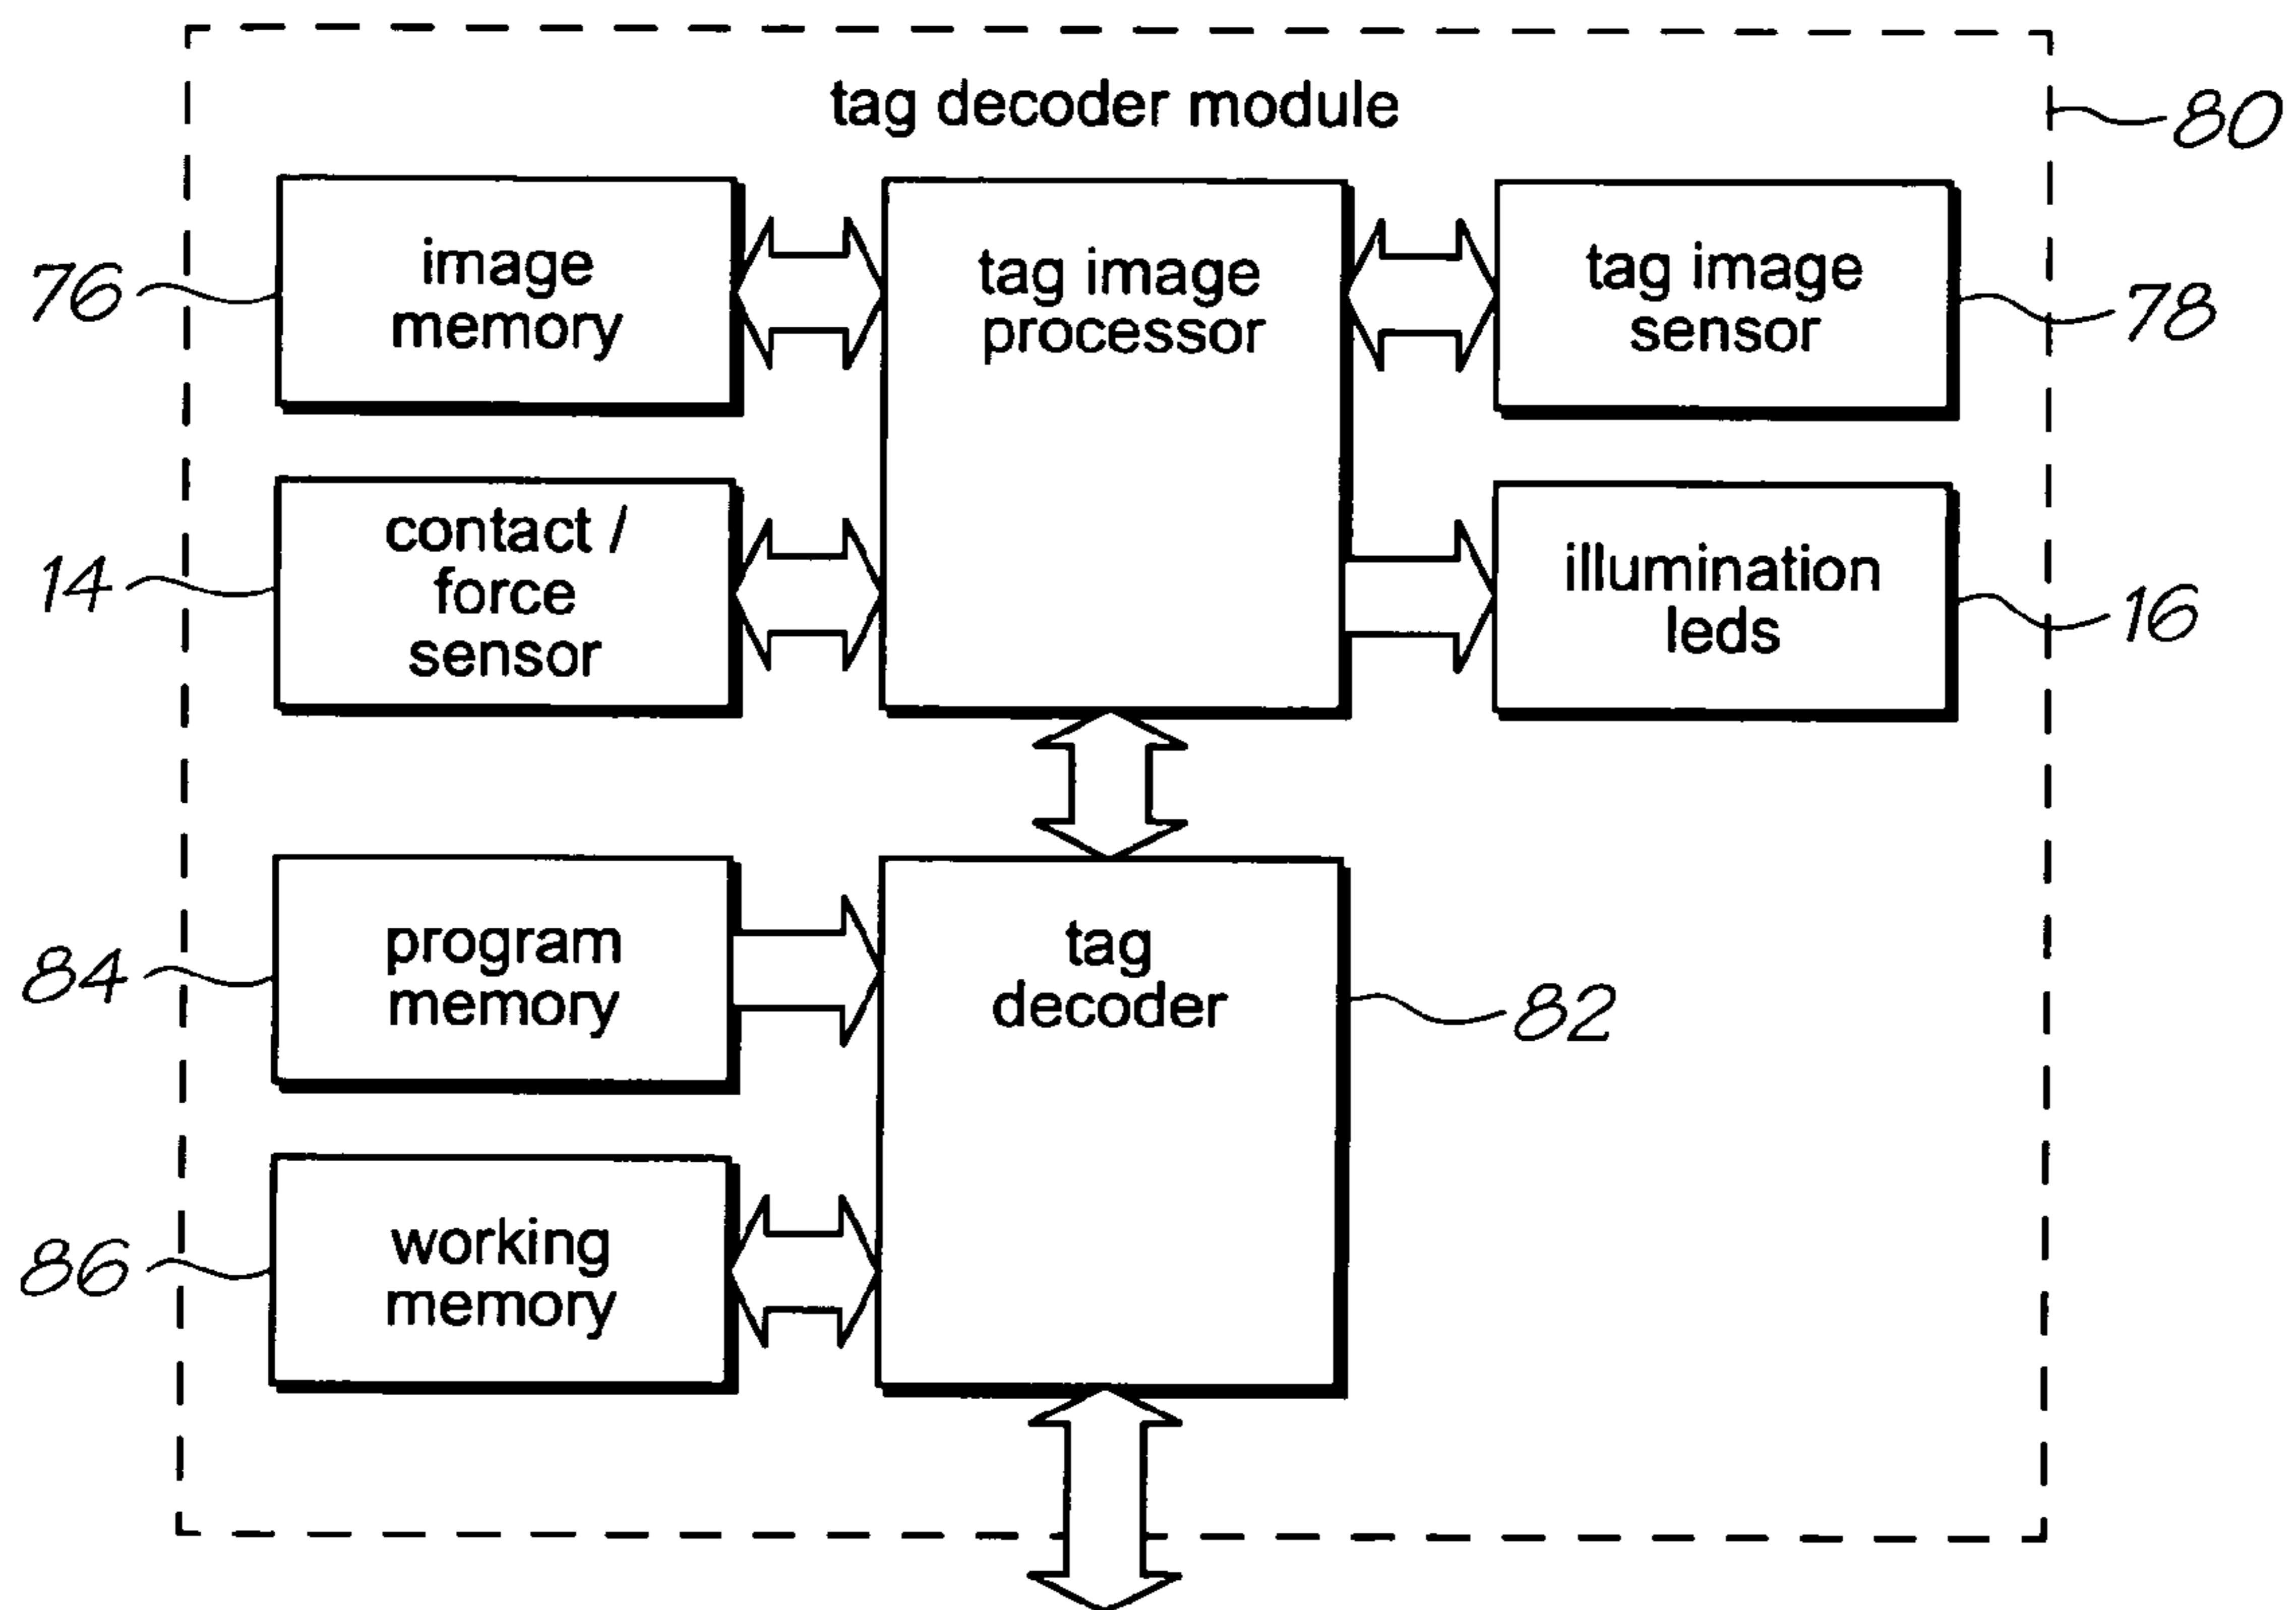 tag decoder module
80
76
image
memory
tag image
processor
tag image
sensor
78
14
contact /
force
sensor
illumination
leds
16
84
program
memory
tag
decoder
82
86
working
memory